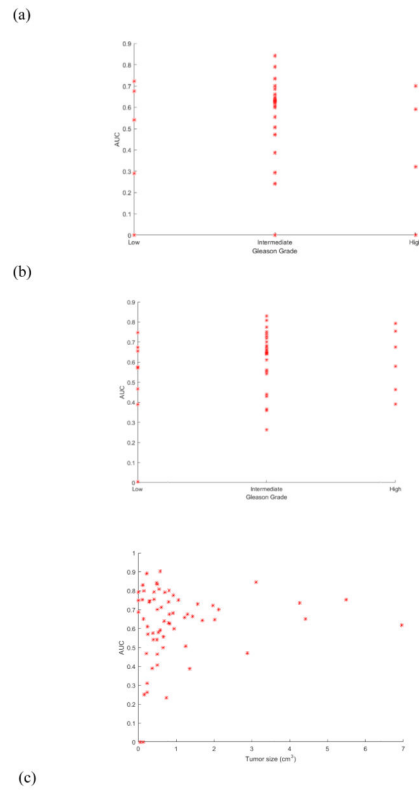 (a)
0.9
0.8
0.7
0.6
0.5
0.4
0.3
0.2
0.1
0
AUC
Low Intermediate High
Gleason Grade
(b)
0.9
0.8
0.7
0.6
0.5
0.4
0.3
0.2
0.1
0
AUC
Low Intermediate High
Gleason Grade
1
0.9
0.8
0.7
0.6
0.5
0.4
0.3
0.2
0.1
0
AUC
0 1 2 3 4 5 6 7
Tumor size (cm³)
(c)